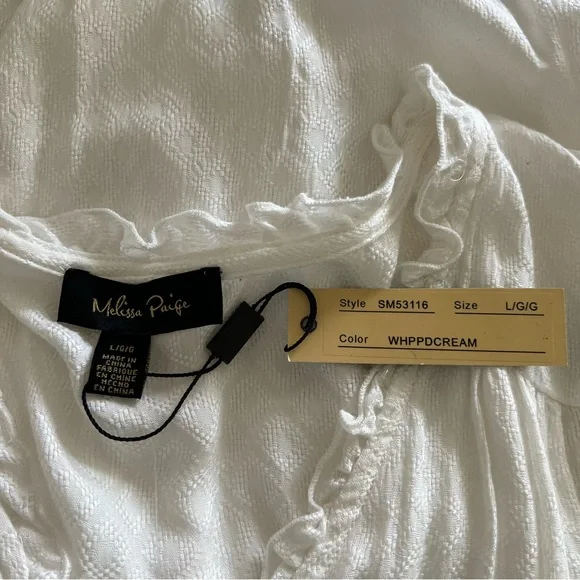 Melissa Paige
L/G/G
MADE IN
CHINA
FABRIQUE
EN CHINE
HECHO
EN CHINA
Style SM53116 Size L/G/G
Color WHPPDCREAM